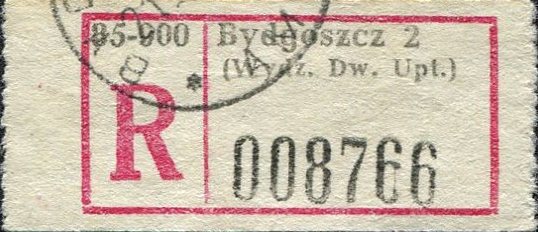 85-900 Bydgoszcz 2
(Wydz. Dw. Upt.)
R
008766